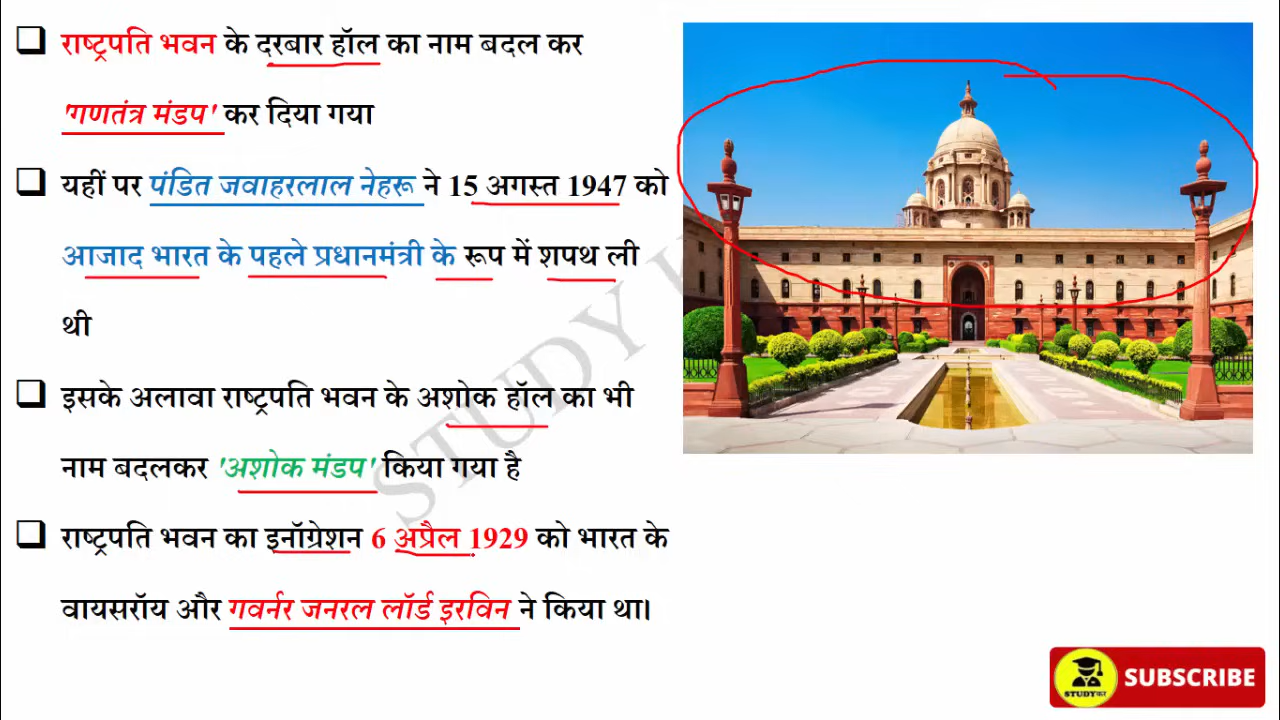 राष्ट्रपति भवन के दरबार हॉल का नाम बदल कर
'गणतंत्र मंडप' कर दिया गया
यहीं पर पंडित जवाहरलाल नेहरू ने 15 अगस्त 1947 को
आजाद भारत के पहले प्रधानमंत्री के रूप में शपथ ली
थी
इसके अलावा राष्ट्रपति भवन के अशोक हॉल का भी
नाम बदलकर 'अशोक मंडप' किया गया है
राष्ट्रपति भवन का इनॉग्रेशन 6 अप्रैल 1929 को भारत के
वायसरॉय और गवर्नर जनरल लॉर्ड इरविन ने किया था।
STUDY
STUDYका
SUBSCRIBE